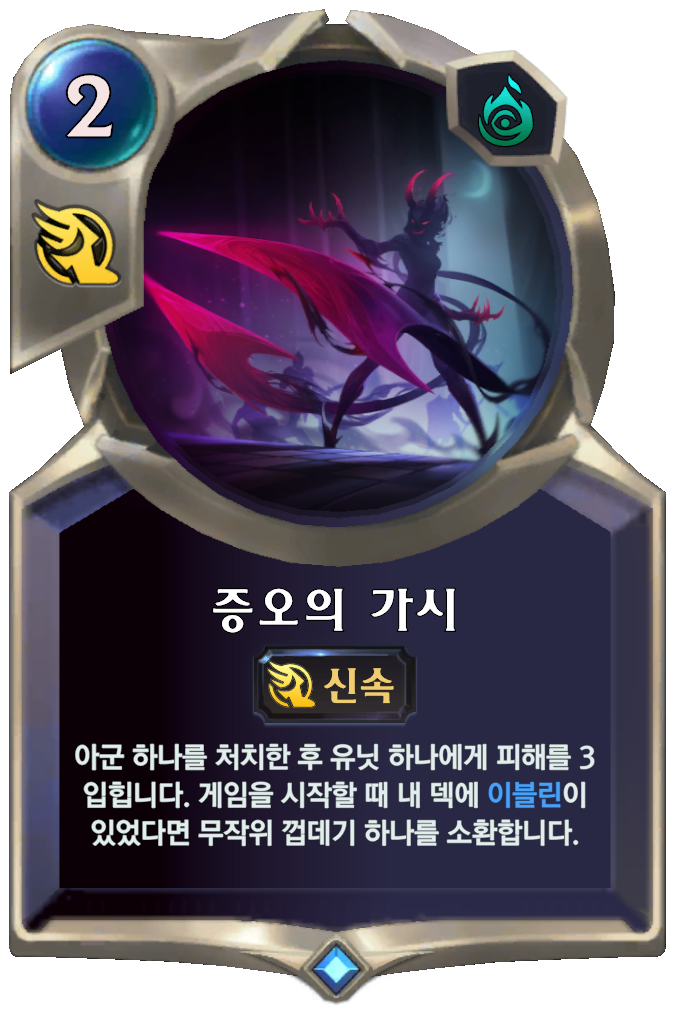 2
증오의 가시
신속
아군 하나를 처치한 후 유닛 하나에게 피해를 3
입힙니다. 게임을 시작할 때 내 덱에 이블린이
있었다면 무작위 껍데기 하나를 소환합니다.